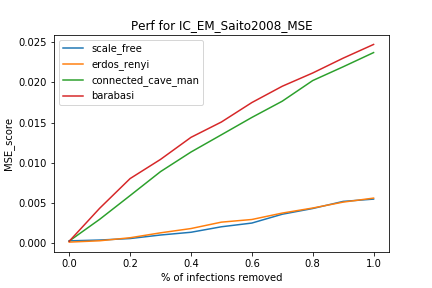 Perf for IC_EM_Saito2008_MSE
scale_free
erdos_renyi
connected_cave_man
barabasi
MSE_score
0.025
0.020
0.015
0.010
0.005
0.000
0.0 0.2 0.4 0.6 0.8 1.0
% of infections removed